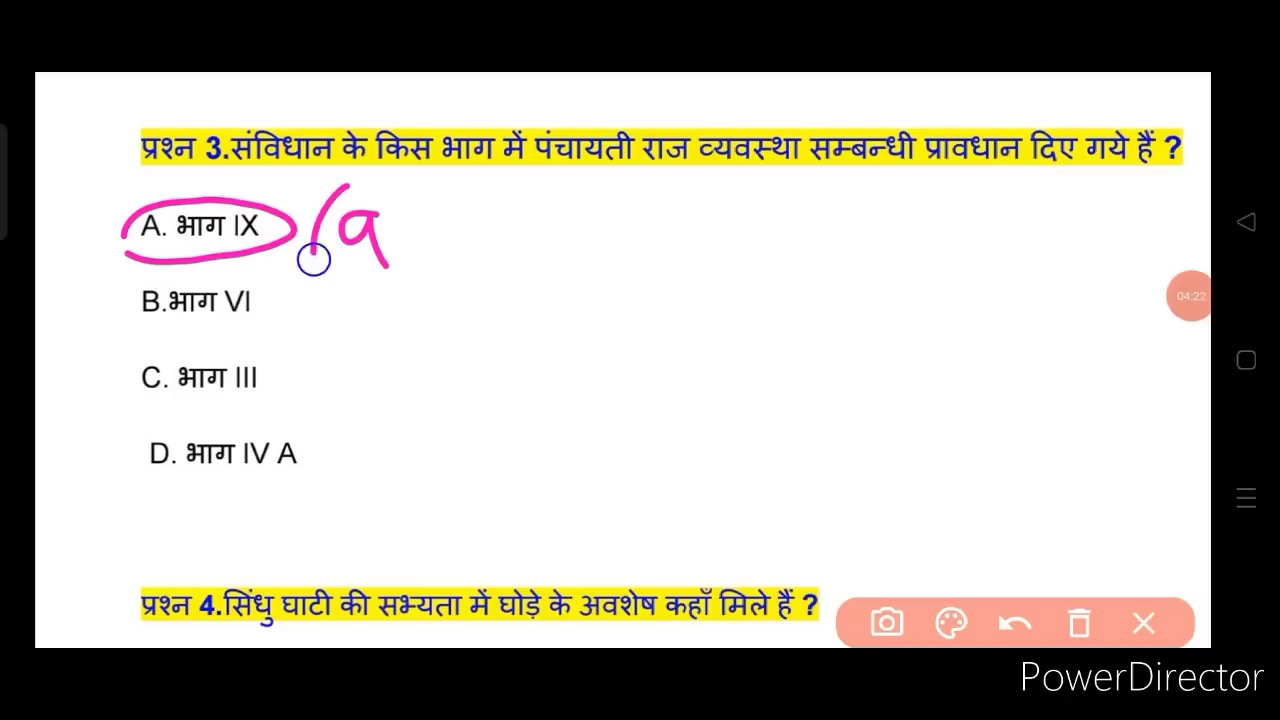 प्रश्न 3.संविधान के किस भाग में पंचायती राज व्यवस्था सम्बन्धी प्रावधान दिए गये हैं ?
A. भाग IX
(a
B.भाग VI
04:22
C. भाग III
D. भाग IV A
प्रश्न 4.सिंधु घाटी की सभ्यता में घोड़े के अवशेष कहाँ मिले हैं ?
PowerDirector